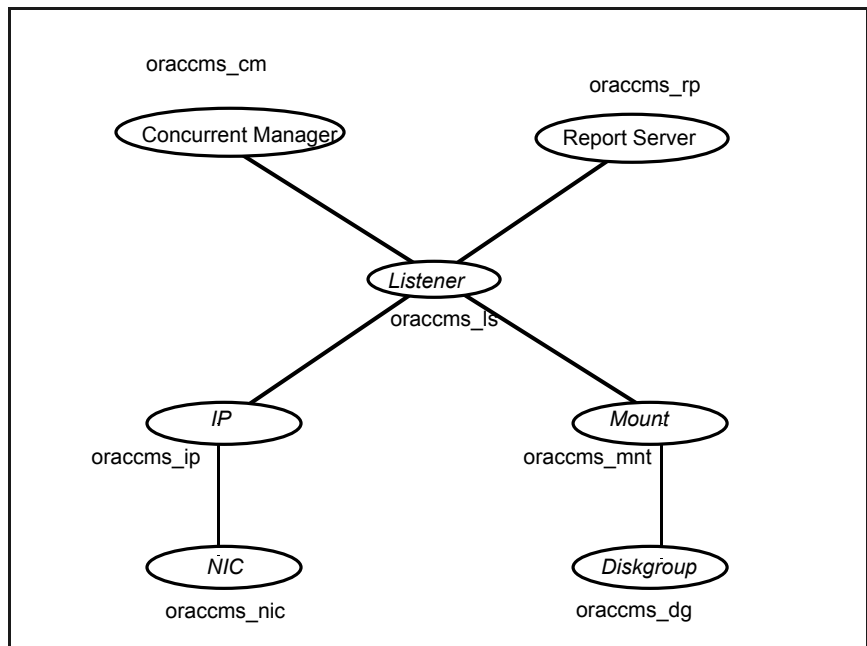 oraccms_cm
oraccms_rp
Concurrent Manager
Report Server
Listener
oraccms_ls
IP
Mount
oraccms_ip
oraccms_mnt
NIC
Diskgroup
oraccms_nic
oraccms_dg